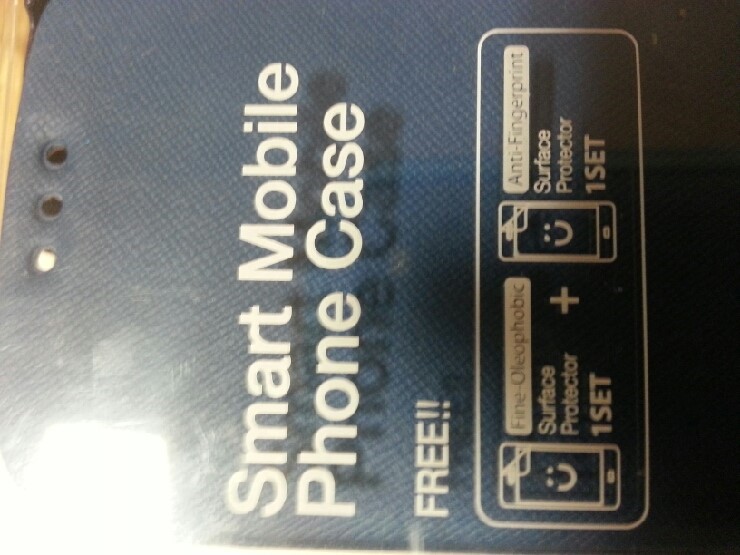 Smart Mobile
Phone Case
FREE!!
Fine-Oleophobic
Surface
Protector
1SET
+
Anti-Fingerprint
Surface
Protector
1SET